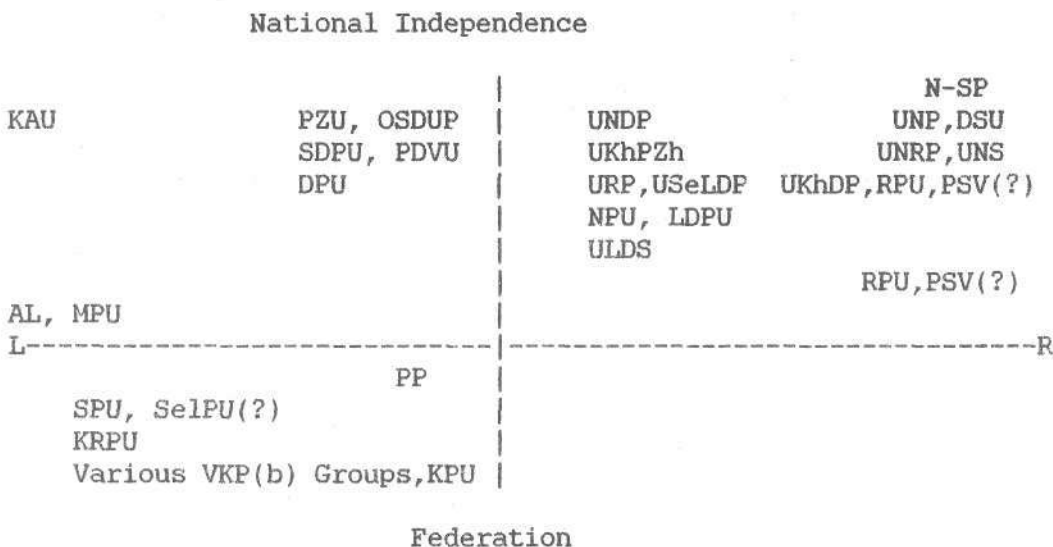 National Independence
N-SP
KAU PZU, OSDUP | UNDP UNP,DSU
SDPU, PDVU | UKhPZh UNRP,UNS
DPU | URP,USeLDP UKhDP,RPU,PSV(?)
NPU, LDPU
ULDS
RPU,PSV(?)
AL, MPU
L-----------------------------|---------------------------------R
PP
SPU, SelPU(?)
KRPU
Various VKP(b) Groups,KPU |
Federation